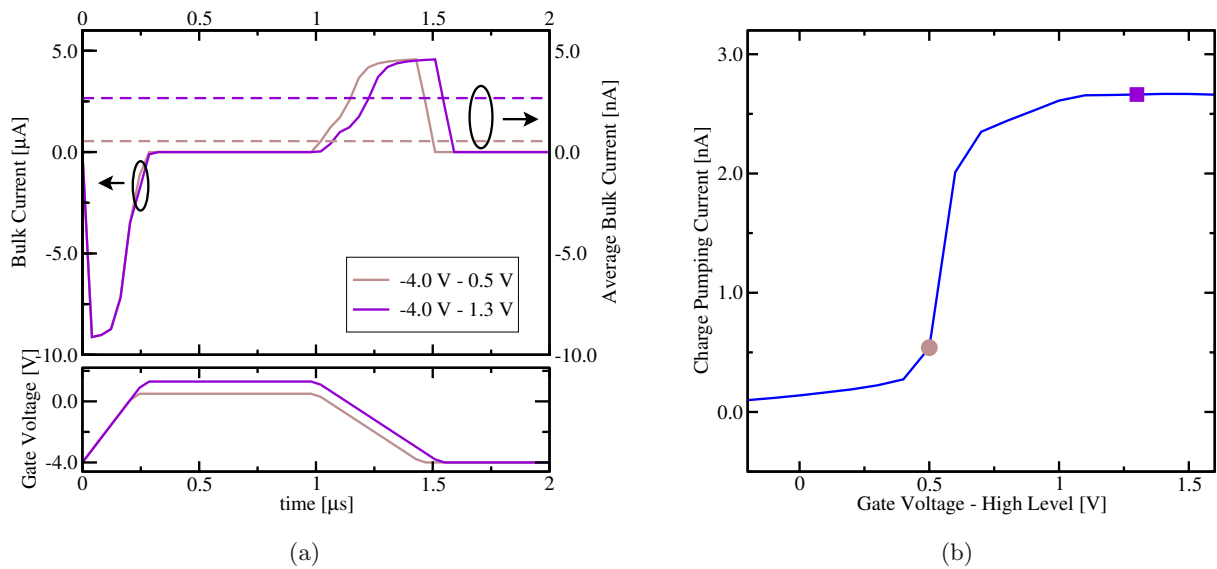 0 0.5 1 1.5 2
5.0 5.0
0.0 0.0
-5.0 -5.0
-10.0 -10.0
Bulk Current [μA]
Average Bulk Current [nA]
-4.0 V - 0.5 V
-4.0 V - 1.3 V
Gate Voltage [V]
0.0
-4.0
0 0.5 1 1.5 2
time [μs]
(a)
Charge Pumping Current [nA]
3.0
2.0
1.0
0.0
0 0.5 1 1.5
Gate Voltage - High Level [V]
(b)